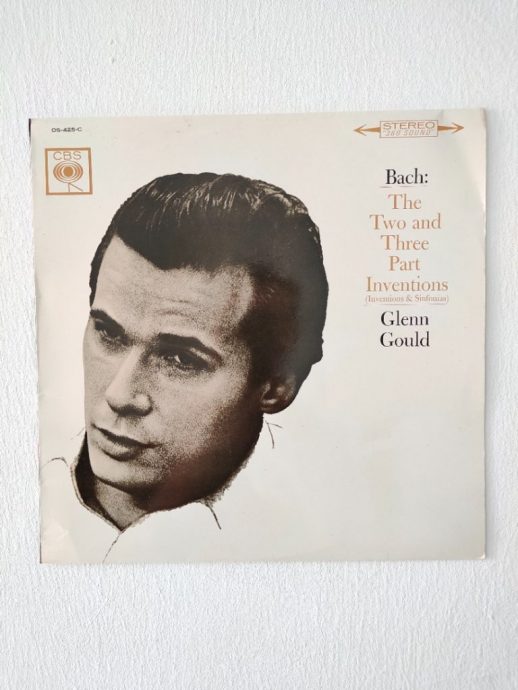 OS-425-C
CBS
STEREO
"360 SOUND"
Bach:
The
Two and
Three
Part
Inventions
(Inventions & Sinfonias)
Glenn
Gould